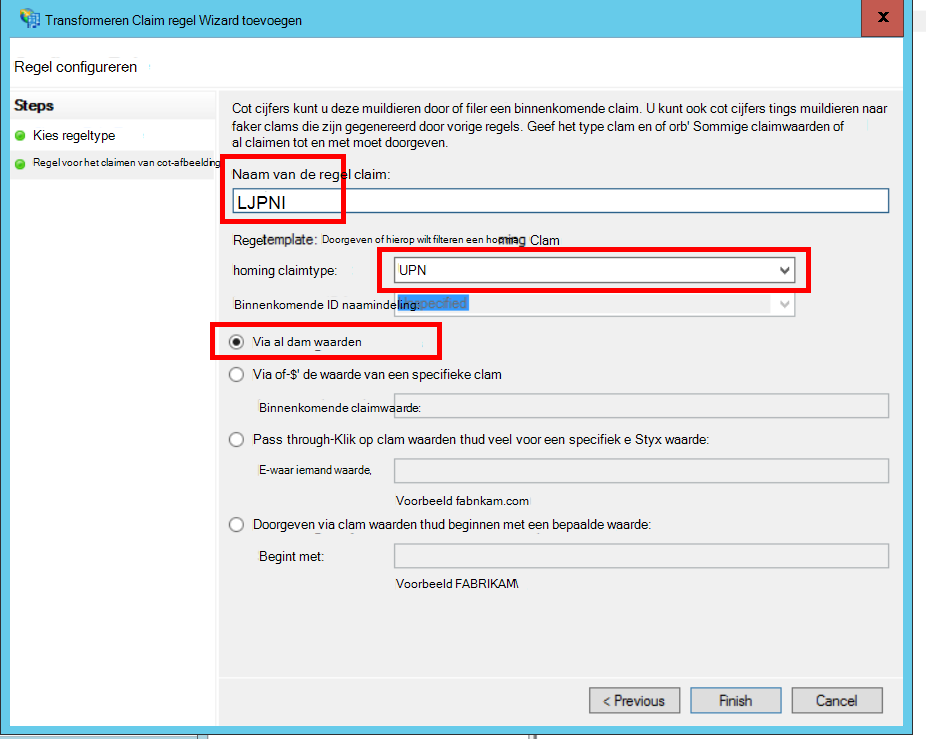 Transformeren Claim regel Wizard toevoegen
x
Regel configureren
Steps
Kies regeltype
Regel voor het claimen van cot-afbeelding
Cot cijfers kunt u deze muildieren door of filer een binnenkomende claim. U kunt ook cot cijfers tings muildieren naar
faker clams die zijn gegenereerd door vorige regels. Geef het type clam en of orb' Sommige claimwaarden of
al claimen tot en met moet doorgeven.
Naam van de regel claim:
LJPNI
Regeltemplate: Doorgeven of hierop wilt filteren een homing Clam
homing claimtype:
UPN
Binnenkomende ID naamindeling:
Via al dam waarden
Via of-$' de waarde van een specifieke clam
Binnenkomende claimwaarde:
Pass through-Klik op clam waarden thud veel voor een specifiek e Styx waarde:
E-waar iemand waarde,
Voorbeeld fabnkam.com
Doorgeven via clam waarden thud beginnen met een bepaalde waarde:
Begint met:
Voorbeeld FABRIKAM\
< Previous
Finish
Cancel